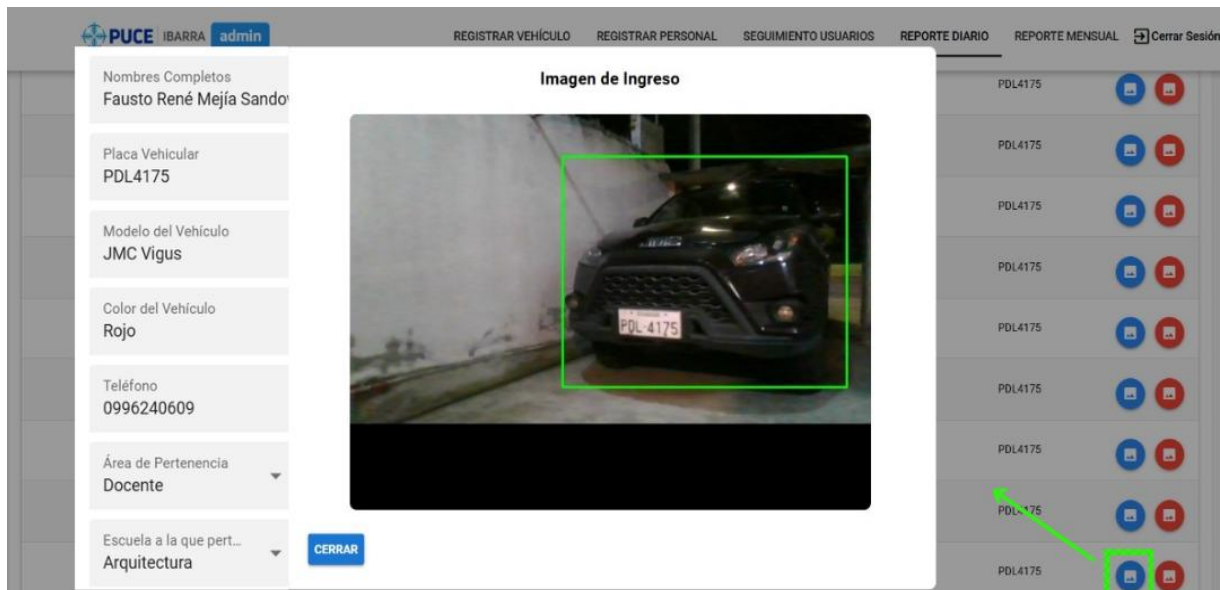 PUCE IBARRA admin
REGISTRAR VEHÍCULO REGISTRAR PERSONAL SEGUIMIENTO USUARIOS REPORTE DIARIO REPORTE MENSUAL Cerrar Sesión
Nombres Completos
Fausto René Mejía Sandov
Placa Vehicular
PDL4175
Modelo del Vehículo
JMC Vigus
Color del Vehículo
Rojo
Teléfono
0996240609
Área de Pertenencia
Docente
Escuela a la que pert...
Arquitectura
Imagen de Ingreso
PDL-4175
CERRAR
PDL4175
PDL4175
PDL4175
PDL4175
PDL4175
PDL4175
PDL4175
PDL4175
PDL4175